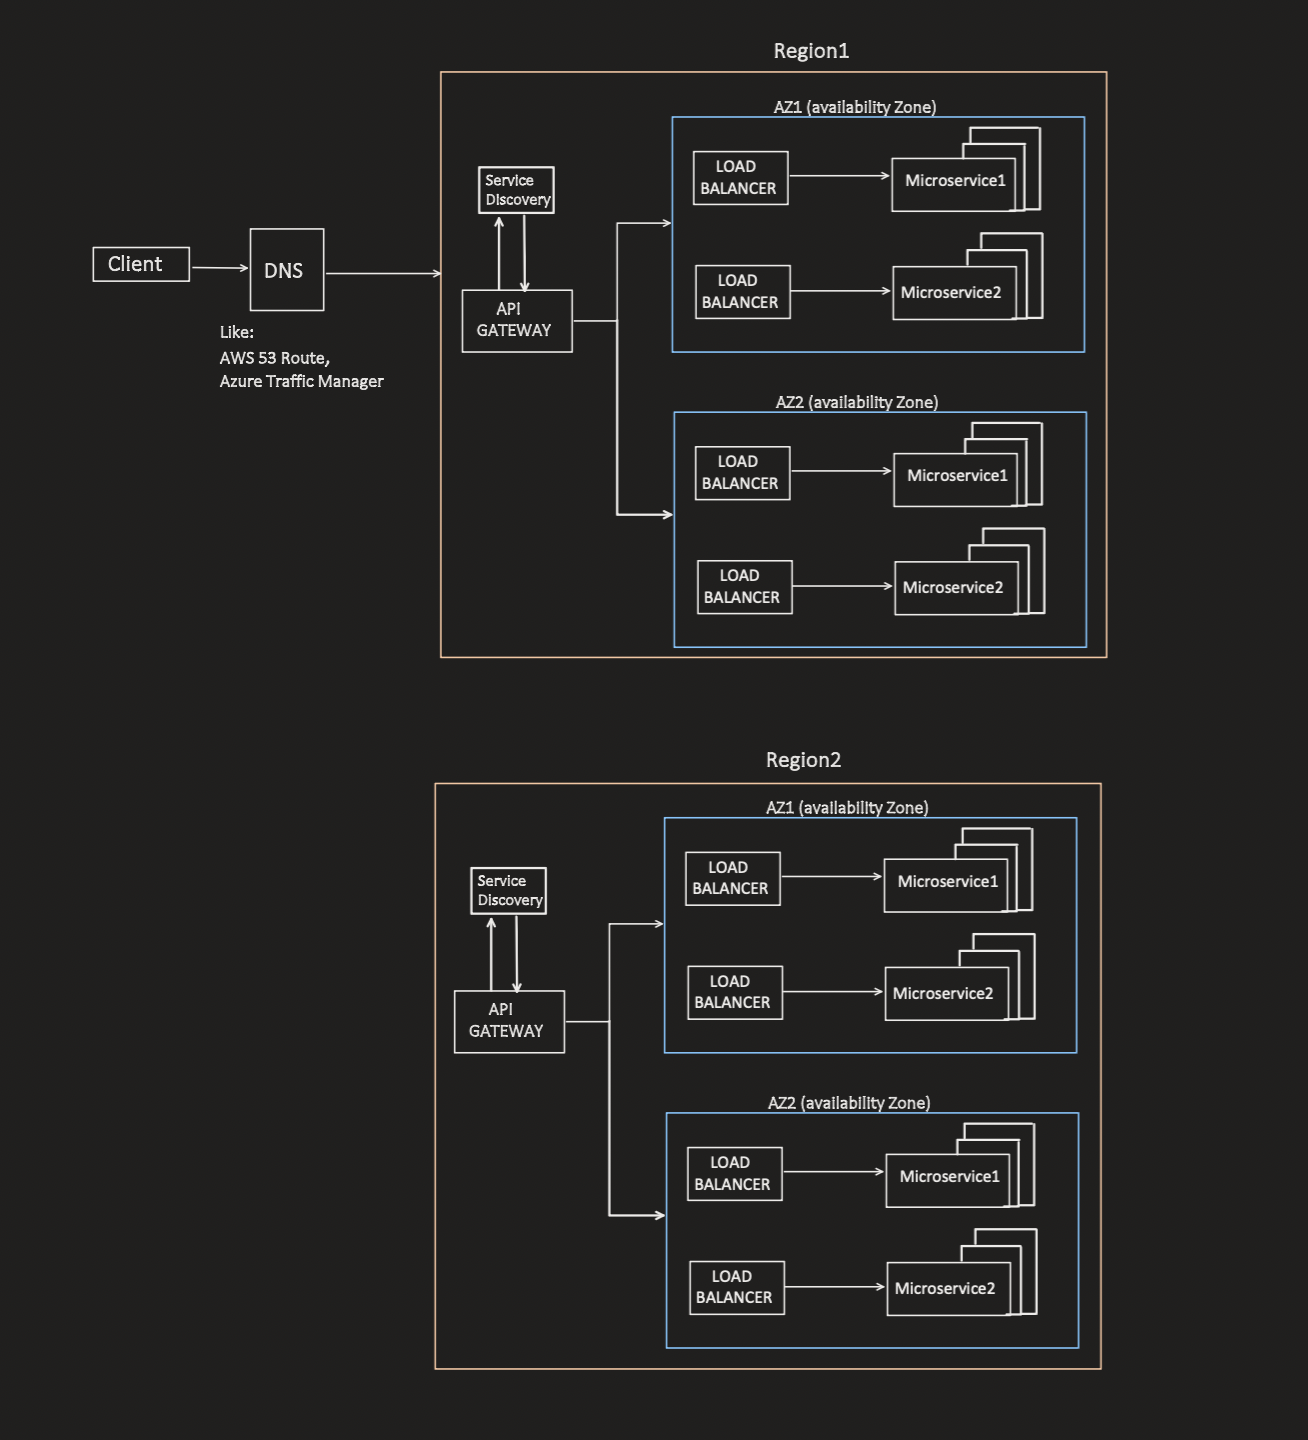 Region1
AZ1 (availability Zone)
LOAD
BALANCER
Microservice1
Service
Discovery
Client
DNS
LOAD
BALANCER
Microservice2
API
GATEWAY
Like:
AWS 53 Route,
Azure Traffic Manager
AZ2 (availability Zone)
LOAD
BALANCER
Microservice1
LOAD
BALANCER
Microservice2
Region2
AZ1 (availability Zone)
LOAD
BALANCER
Microservice1
Service
Discovery
LOAD
BALANCER
Microservice2
API
GATEWAY
AZ2 (availability Zone)
LOAD
BALANCER
Microservice1
LOAD
BALANCER
Microservice2